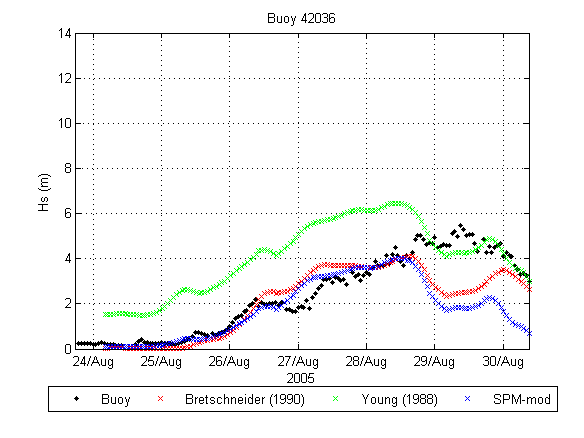 Buoy 42036
14
12
10
8
6
4
2
0
Hs (m)
24/Aug 25/Aug 26/Aug 27/Aug 28/Aug 29/Aug 30/Aug
2005
Buoy Bretschneider (1990) Young (1988) SPM-mod